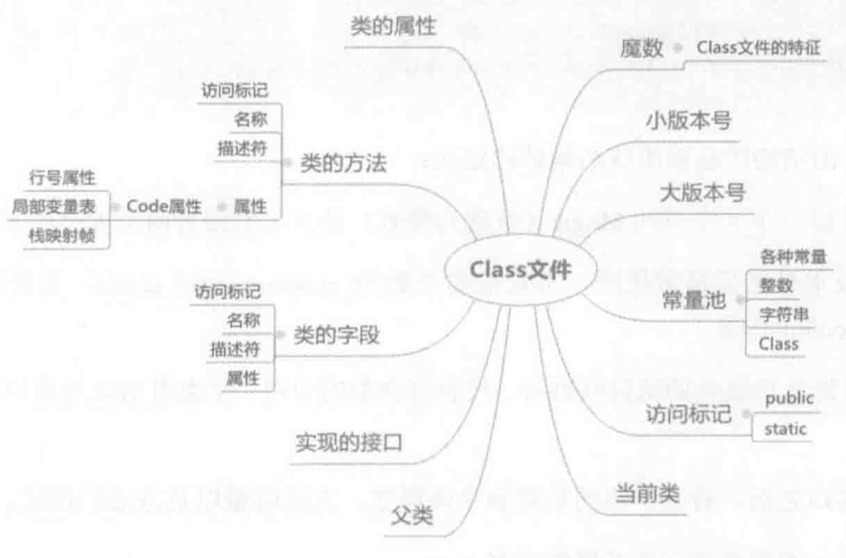 类的属性
魔数
Class文件的特征
小版本号
大版本号
Class文件
常量池
各种常量
整数
字符串
Class
访问标记
public
static
当前类
父类
实现的接口
类的字段
访问标记
名称
描述符
属性
类的方法
访问标记
名称
描述符
属性
Code属性
行号属性
局部变量表
栈映射帧